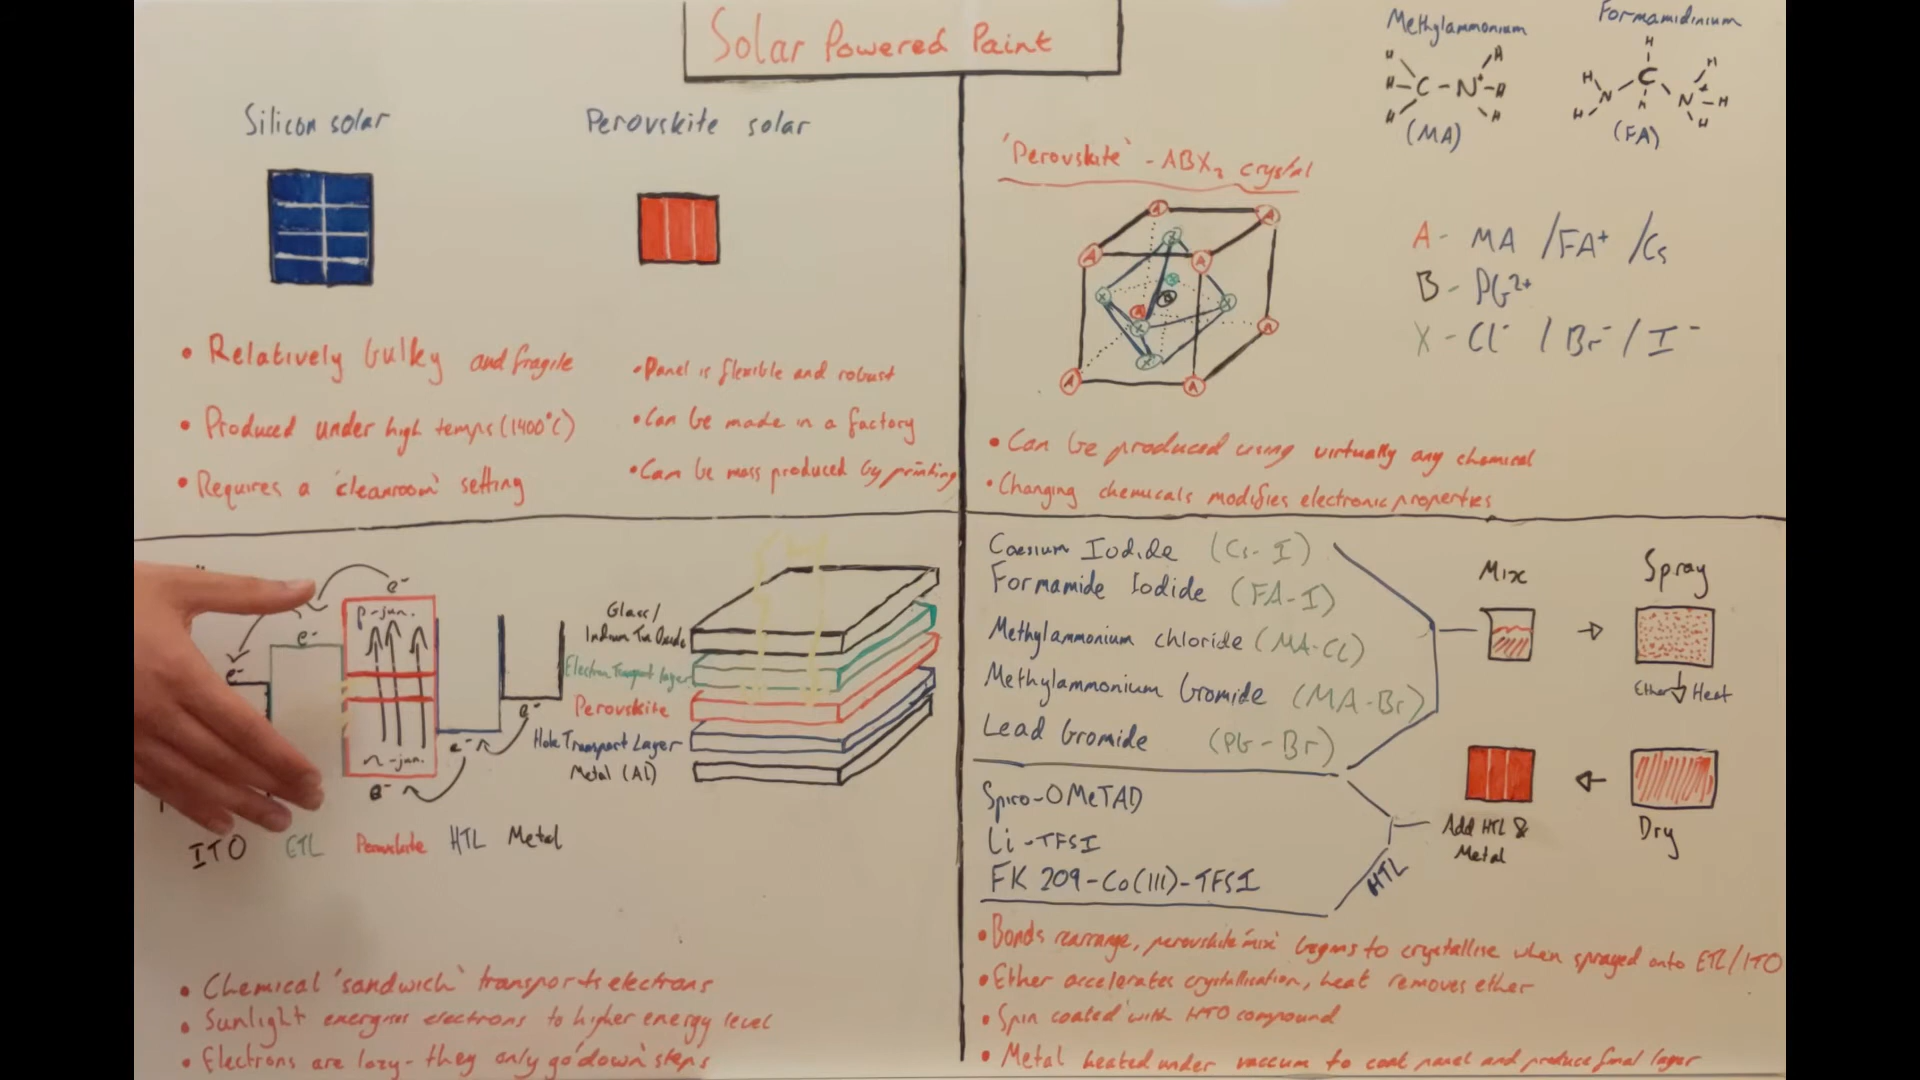 Solar Powered Paint
Silicon solar
Perovskite solar
• Relatively bulky and fragile
• Produced under high temps (1400°C)
• Requires a 'cleanroom' setting
• Panel is flexible and robust
• Can be made in a factory
• Can be mass produced by printing
Methylammonium
H H
H - C - N+ - H
H H
(MA)
Formamidinium
H
H C H
N H N+ - H
H H
(FA)
'Perovskite' - ABX3 crystal
A A
X
A A
X X
X
A
X A
X
A A
A - MA / FA+ / Cs
B - Pb2+
X - Cl- / Br- / I-
• Can be produced using virtually any chemical
• Changing chemicals modifies electronic properties
e-
p-jun.
e-
e-
n-jun.
e-
e-
e-
ITO ETL Perovskite HTL Metal
Glass/
Indium Tin Oxide
Electron Transport Layer
Perovskite
Hole Transport Layer
Metal (Al)
• Chemical 'sandwich' transports electrons
• Sunlight energises electrons to higher energy level
• Electrons are lazy - they only go 'down' steps
Caesium Iodide (Cs-I)
Formamide Iodide (FA-I)
Methylammonium chloride (MA-Cl)
Methylammonium bromide (MA-Br)
Lead bromide (Pb-Br)
Spiro-OMeTAD
Li-TFSI
FK 209-Co(III)-TFSI
HTL
Mix
Spray
Ether Heat
Dry
Add HTL &
Metal
• Bonds rearrange, perovskite 'mix' begins to crystallise when sprayed onto ETL/ITO
• Ether accelerates crystallisation, heat removes ether
• 'Spin coated' with HTO compound
• Metal heated under vaccum to coat panel and produce final layer